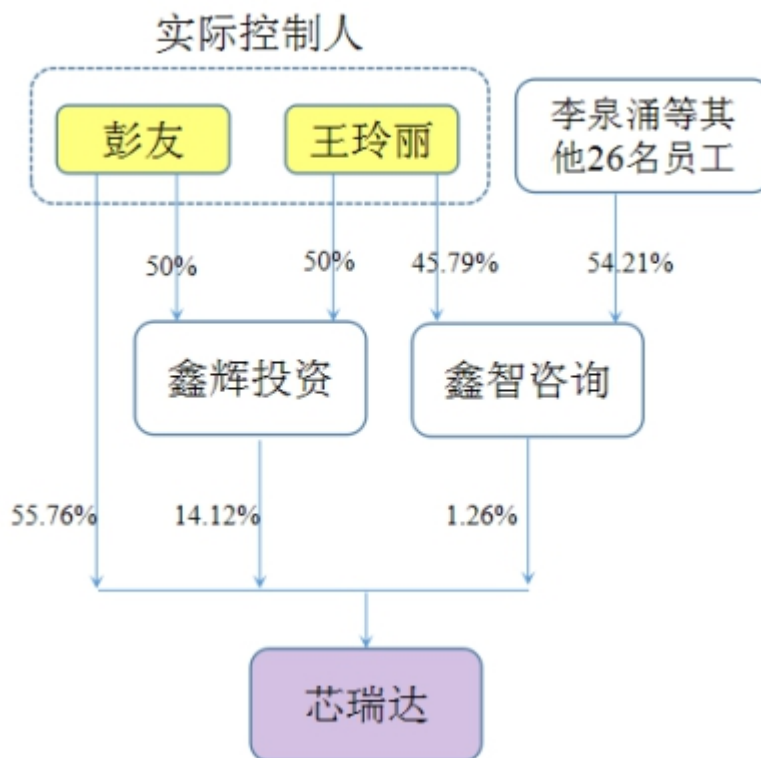 实际控制人
彭友
王玲丽
李泉涌等其
他26名员工
50%
50%
45.79%
54.21%
鑫辉投资
鑫智咨询
55.76%
14.12%
1.26%
芯瑞达